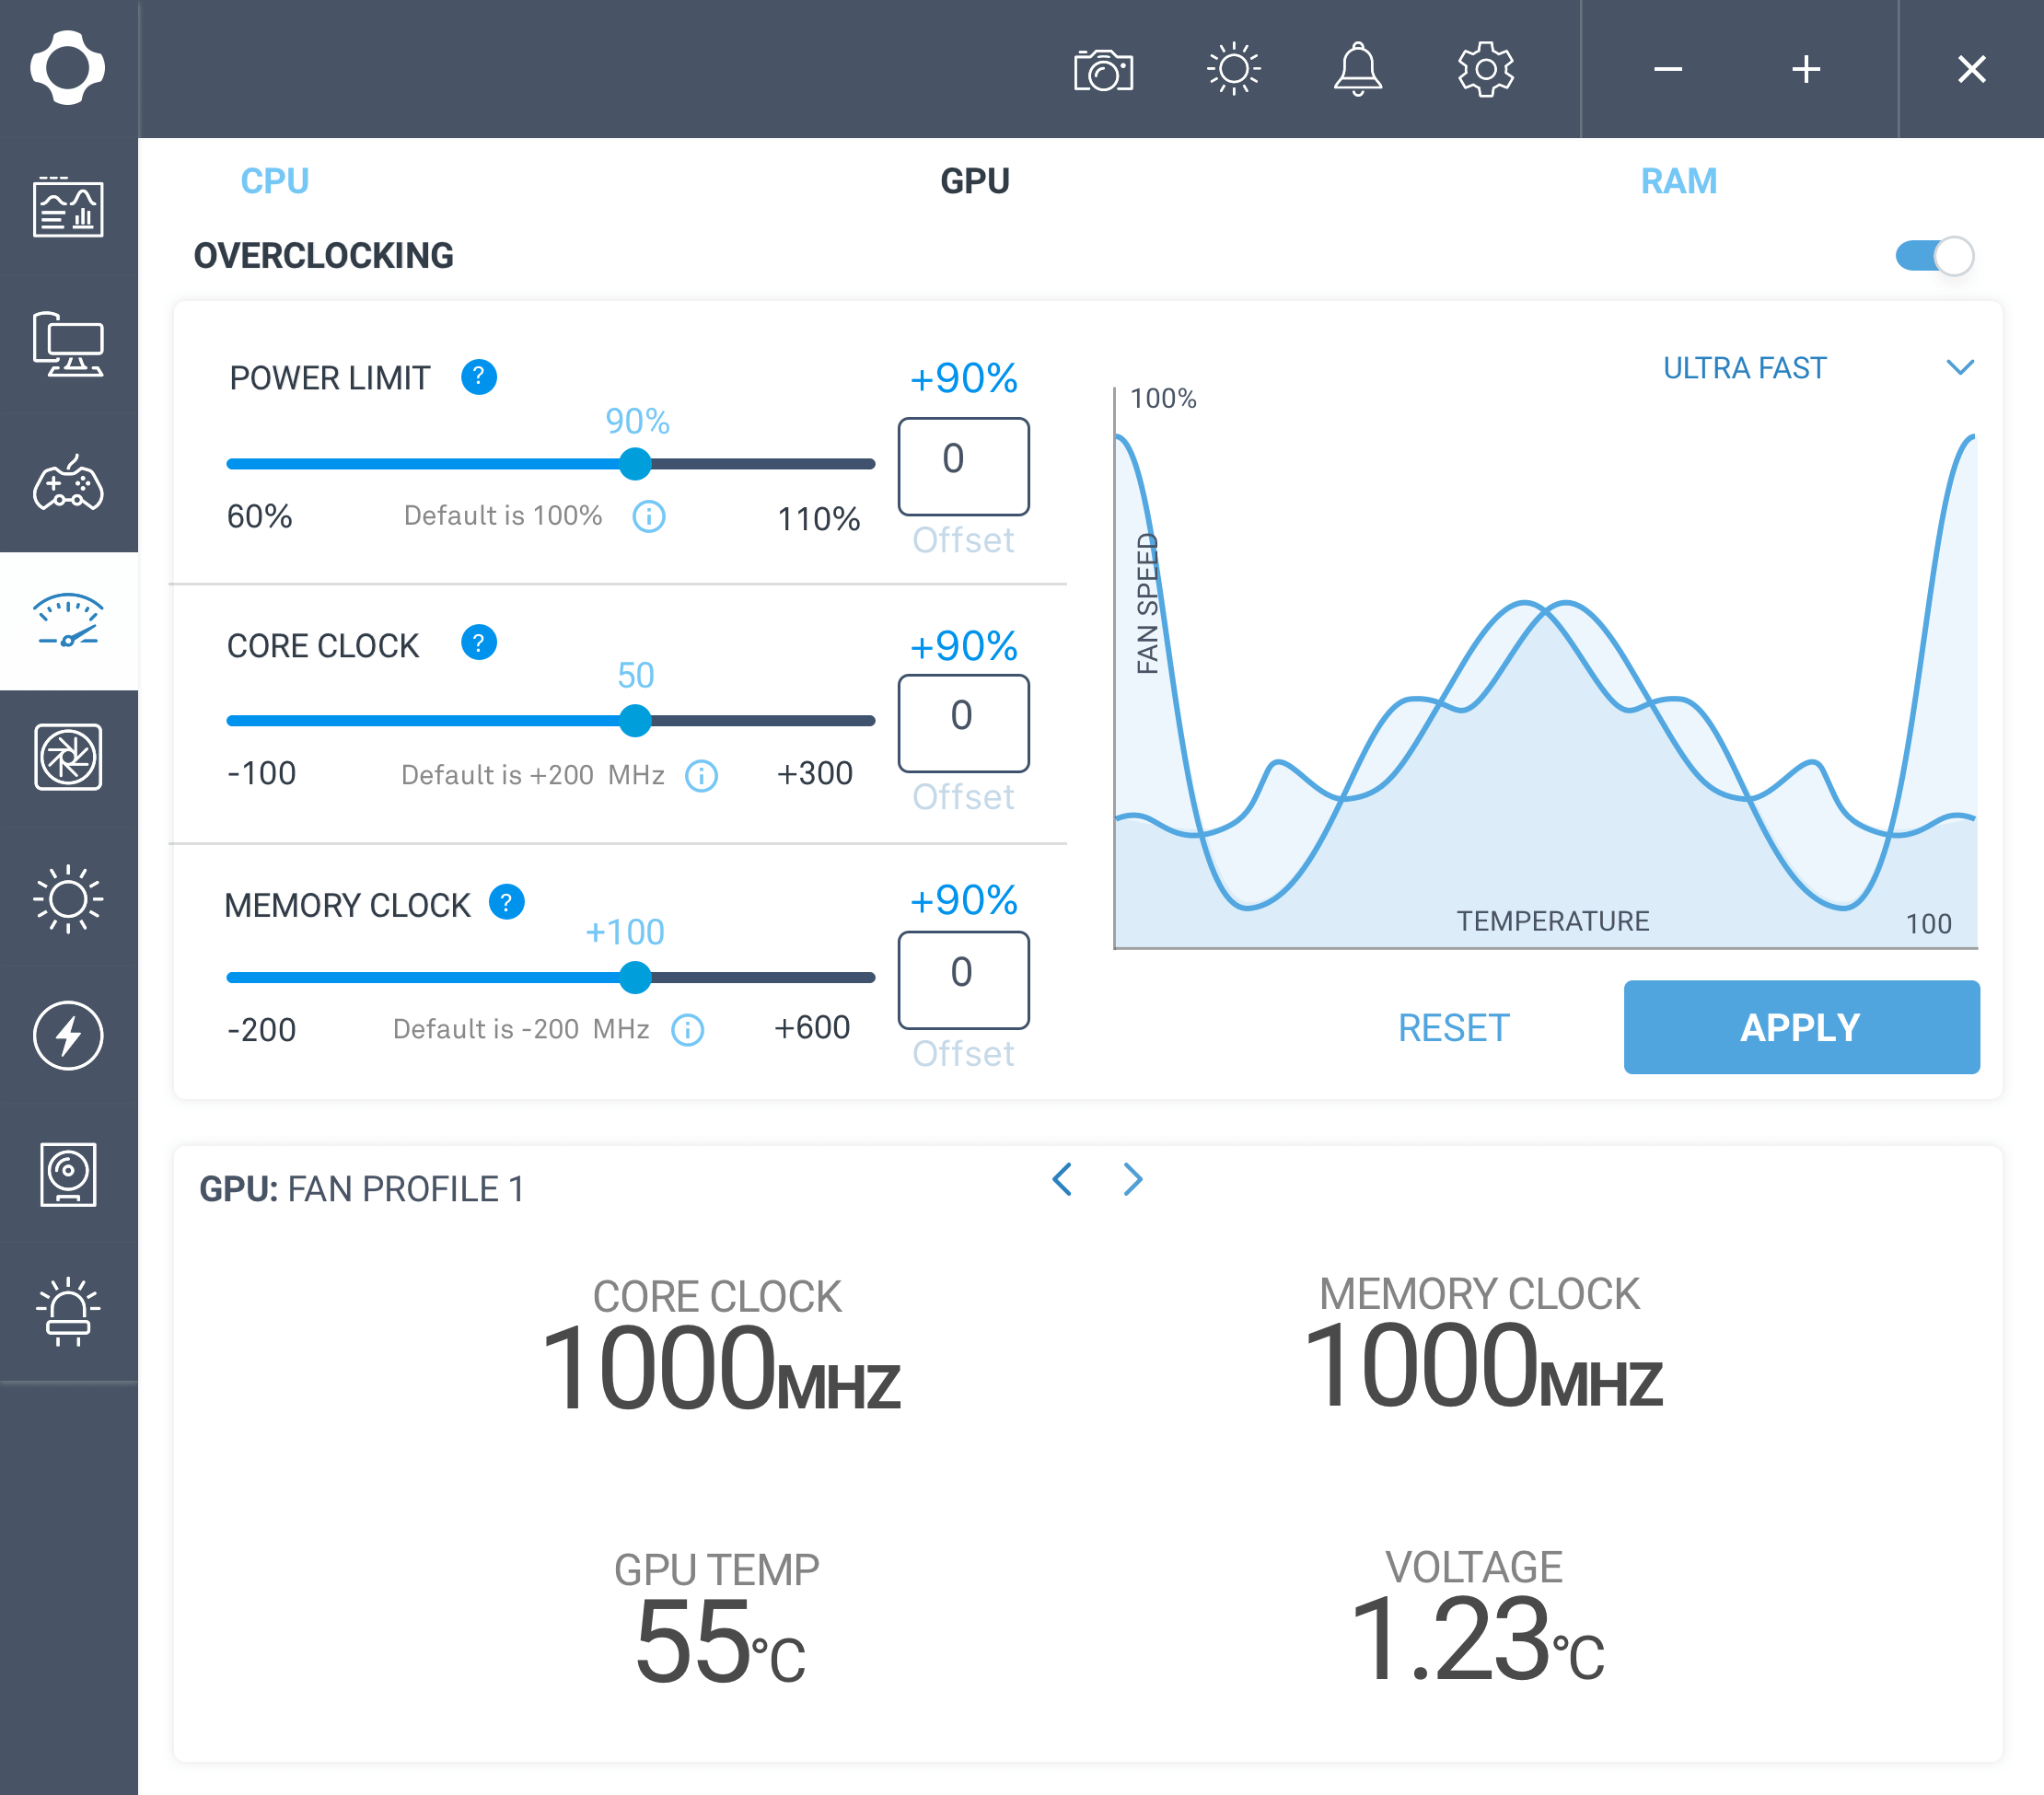 CPU
GPU
RAM
OVERCLOCKING
POWER LIMIT ?
+90%
90%
0
60%
Default is 100% i
110%
Offset
CORE CLOCK ?
+90%
50
0
-100
Default is +200 MHz i
+300
Offset
MEMORY CLOCK ?
+90%
+100
0
-200
Default is -200 MHz i
+600
Offset
ULTRA FAST
100%
FAN SPEED
TEMPERATURE
100
RESET
APPLY
GPU: FAN PROFILE 1
CORE CLOCK
1000MHZ
MEMORY CLOCK
1000MHZ
GPU TEMP
55°C
VOLTAGE
1.23°C